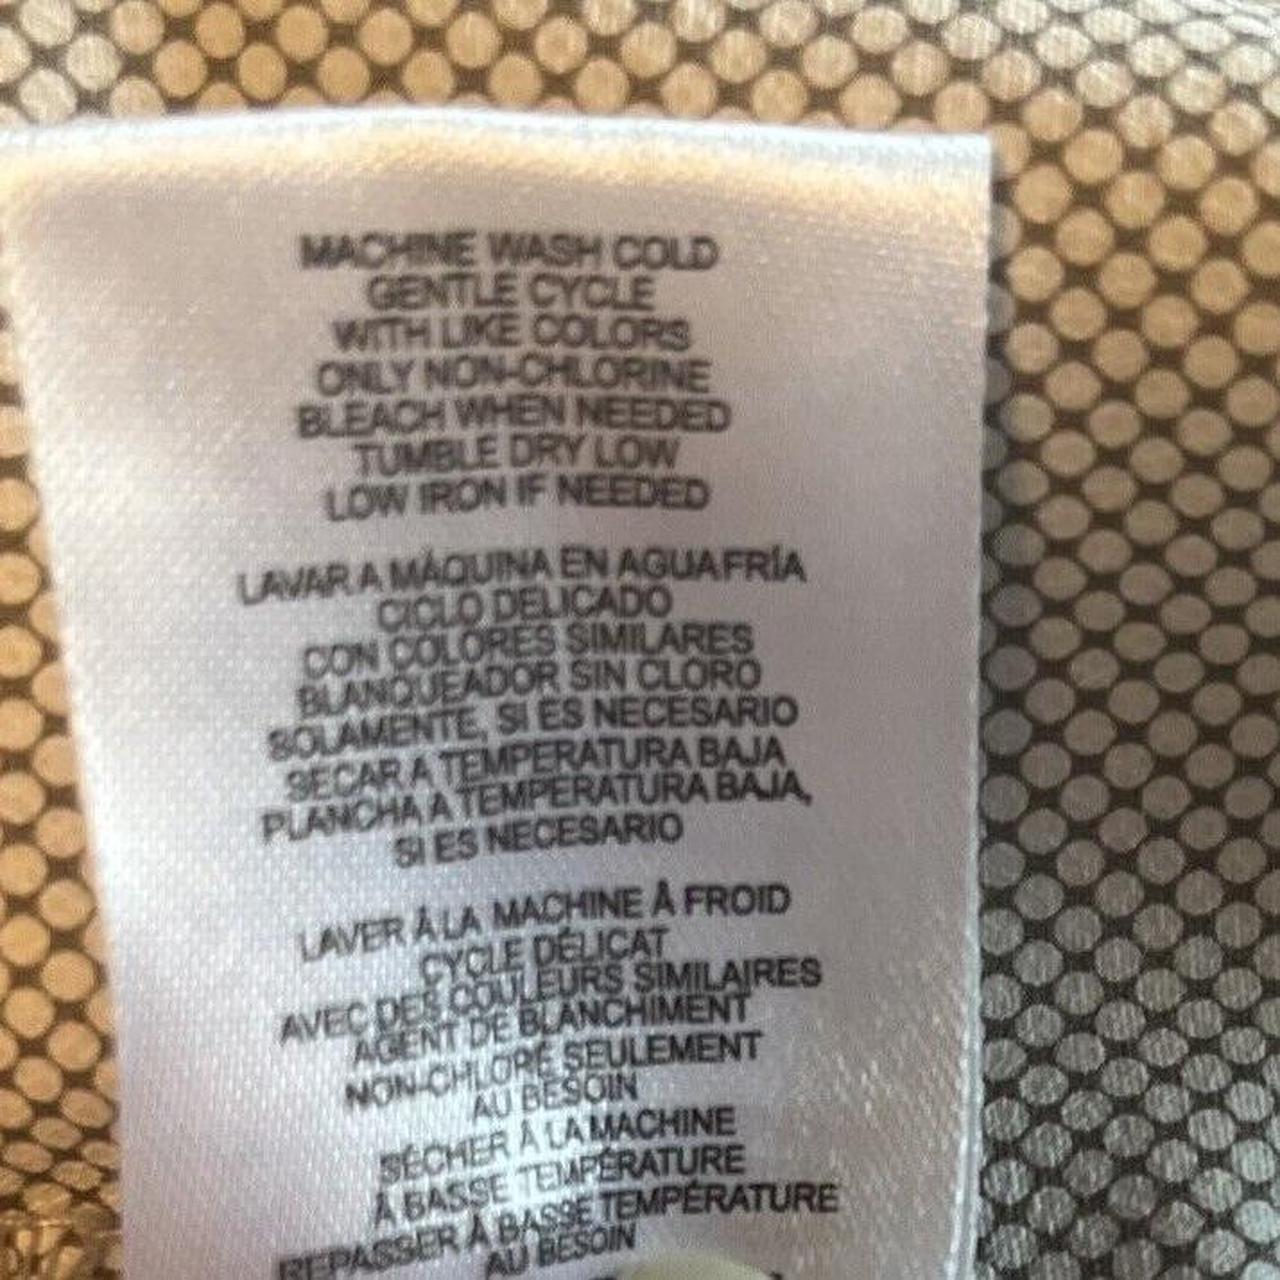 MACHINE WASH COLD
GENTLE CYCLE
WITH LIKE COLORS
ONLY NON-CHLORINE
BLEACH WHEN NEEDED
TUMBLE DRY LOW
LOW IRON IF NEEDED
LAVAR A MÁQUINA EN AGUA FRÍA
CICLO DELICADO
CON COLORES SIMILARES
BLANQUEADOR SIN CLORO
SOLAMENTE, SI ES NECESARIO
SECAR A TEMPERATURA BAJA
PLANCHA A TEMPERATURA BAJA,
SI ES NECESARIO
LAVER À LA MACHINE À FROID
CYCLE DÉLICAT
AVEC DES COULEURS SIMILAIRES
AGENT DE BLANCHIMENT
NON-CHLORÉ SEULEMENT
AU BESOIN
SÉCHER À LA MACHINE
À BASSE TEMPÉRATURE
REPASSER À BASSE TEMPÉRATURE
AU BESOIN